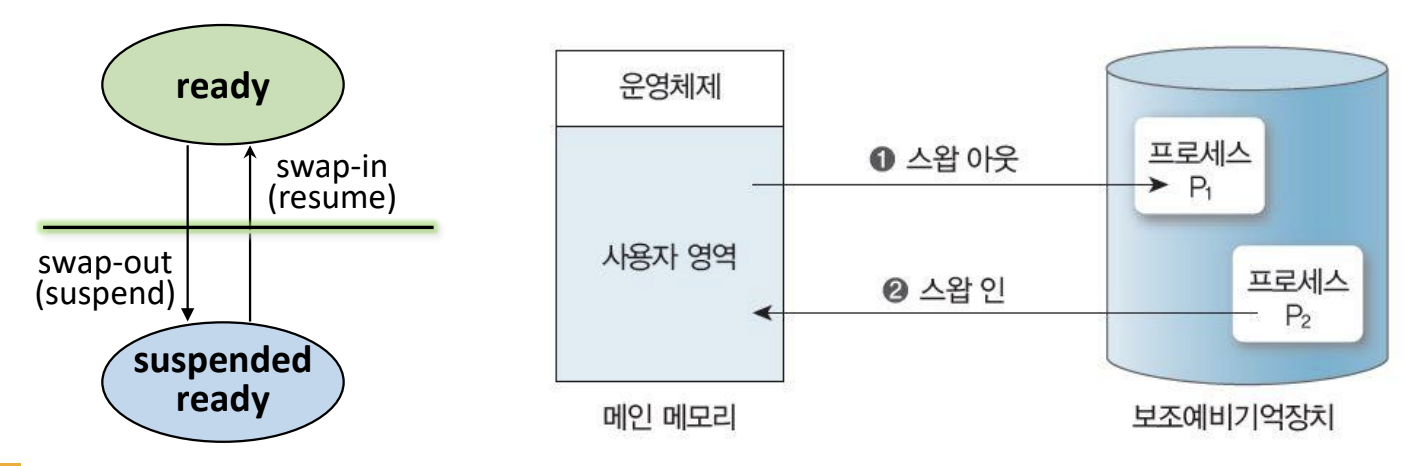 ready
swap-in
(resume)
swap-out
(suspend)
suspended
ready
운영체제
사용자 영역
메인 메모리
❶ 스왑 아웃
❷ 스왑 인
프로세스
P₁
프로세스
P₂
보조예비기억장치